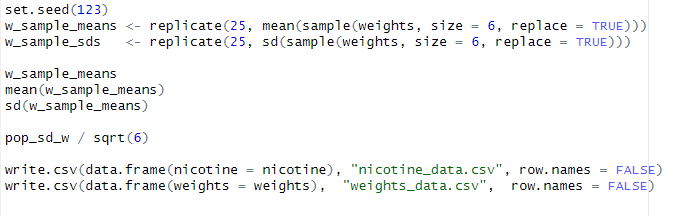 set.seed(123)
w_sample_means <- replicate(25, mean(sample(weights, size = 6, replace = TRUE)))
w_sample_sds   <- replicate(25, sd(sample(weights, size = 6, replace = TRUE)))

w_sample_means
mean(w_sample_means)
sd(w_sample_means)

pop_sd_w / sqrt(6)

write.csv(data.frame(nicotine = nicotine), "nicotine_data.csv", row.names = FALSE)
write.csv(data.frame(weights = weights),  "weights_data.csv",  row.names = FALSE)